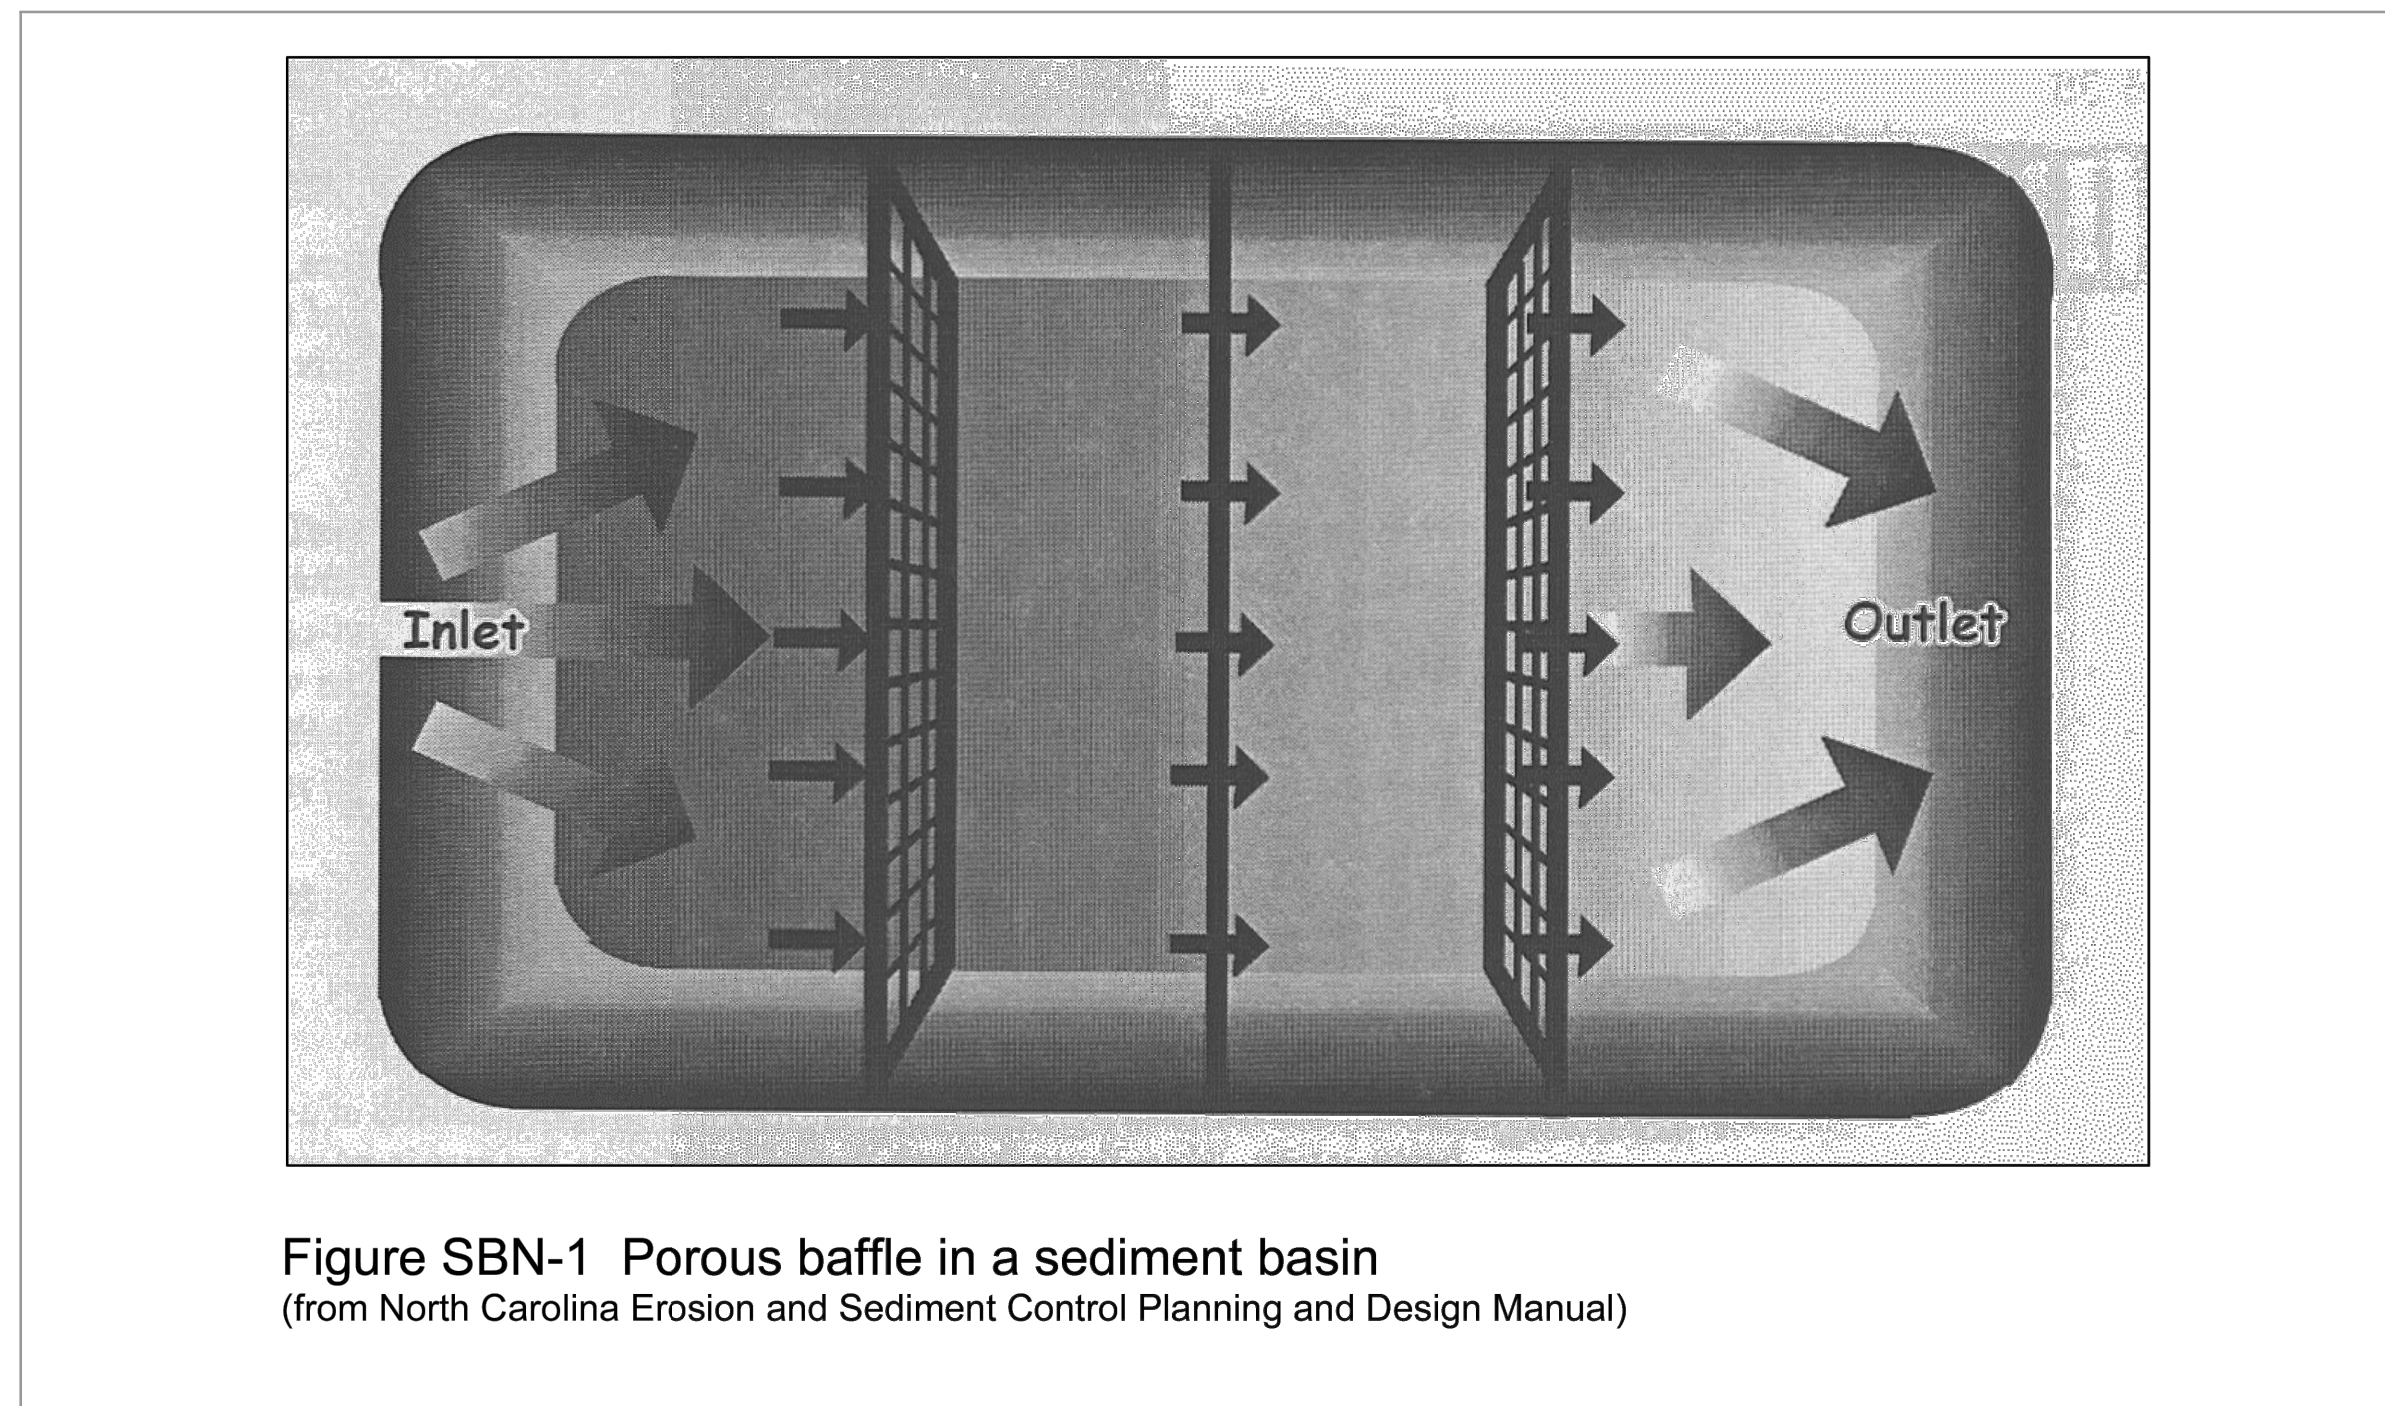 Inlet
Outlet
Figure SBN-1  Porous baffle in a sediment basin
(from North Carolina Erosion and Sediment Control Planning and Design Manual)